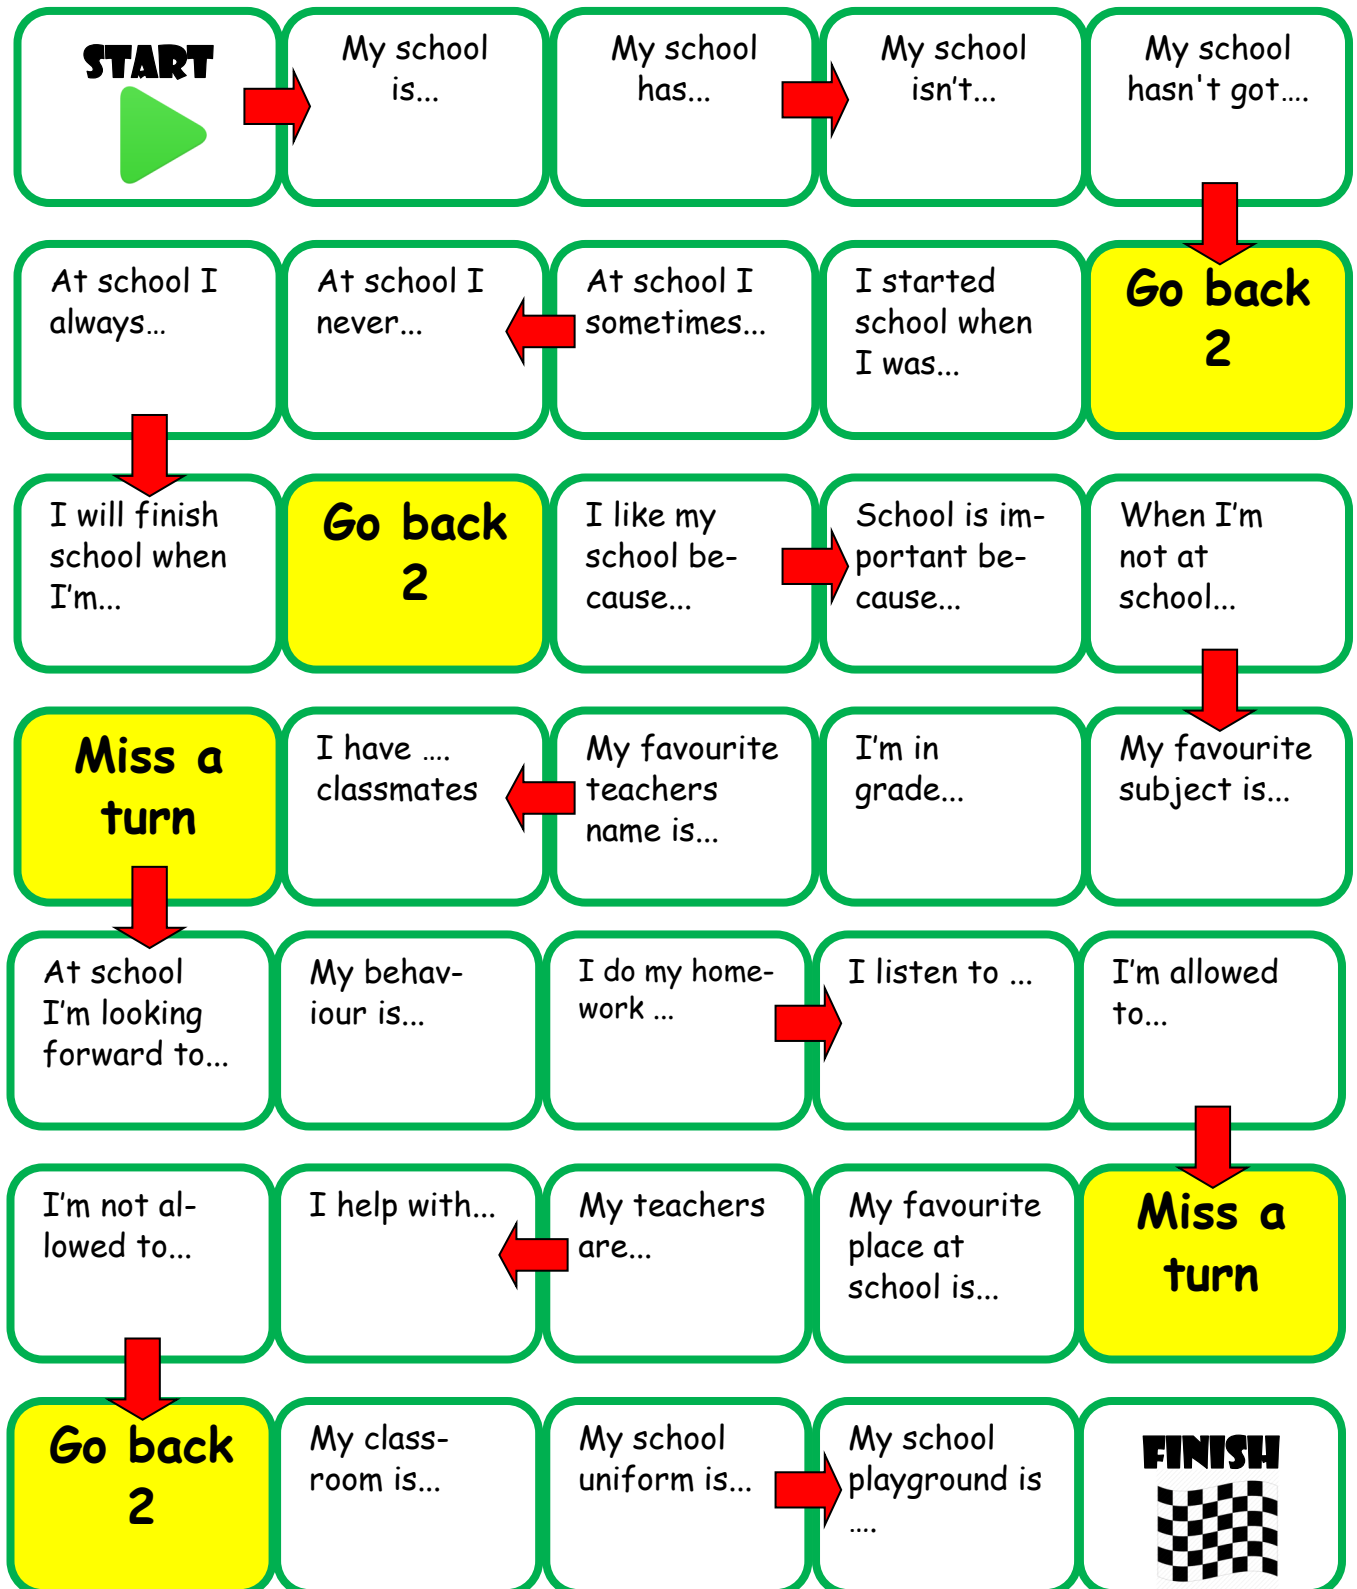 START
My school
is...
My school
has...
My school
isn't...
My school
hasn't got....
At school I
always...
At school I
never...
At school I
sometimes...
I started
school when
I was...
Go back
2
I will finish
school when
I'm...
Go back
2
I like my
school be-
cause...
School is im-
portant be-
cause...
When I'm
not at
school...
Miss a
turn
I have ....
classmates
My favourite
teachers
name is...
I'm in
grade...
My favourite
subject is...
At school
I'm looking
forward to...
My behav-
iour is...
I do my home-
work ...
I listen to ...
I'm allowed
to...
I'm not al-
lowed to...
I help with...
My teachers
are...
My favourite
place at
school is...
Miss a
turn
Go back
2
My class-
room is...
My school
uniform is...
My school
playground is
....
FINISH